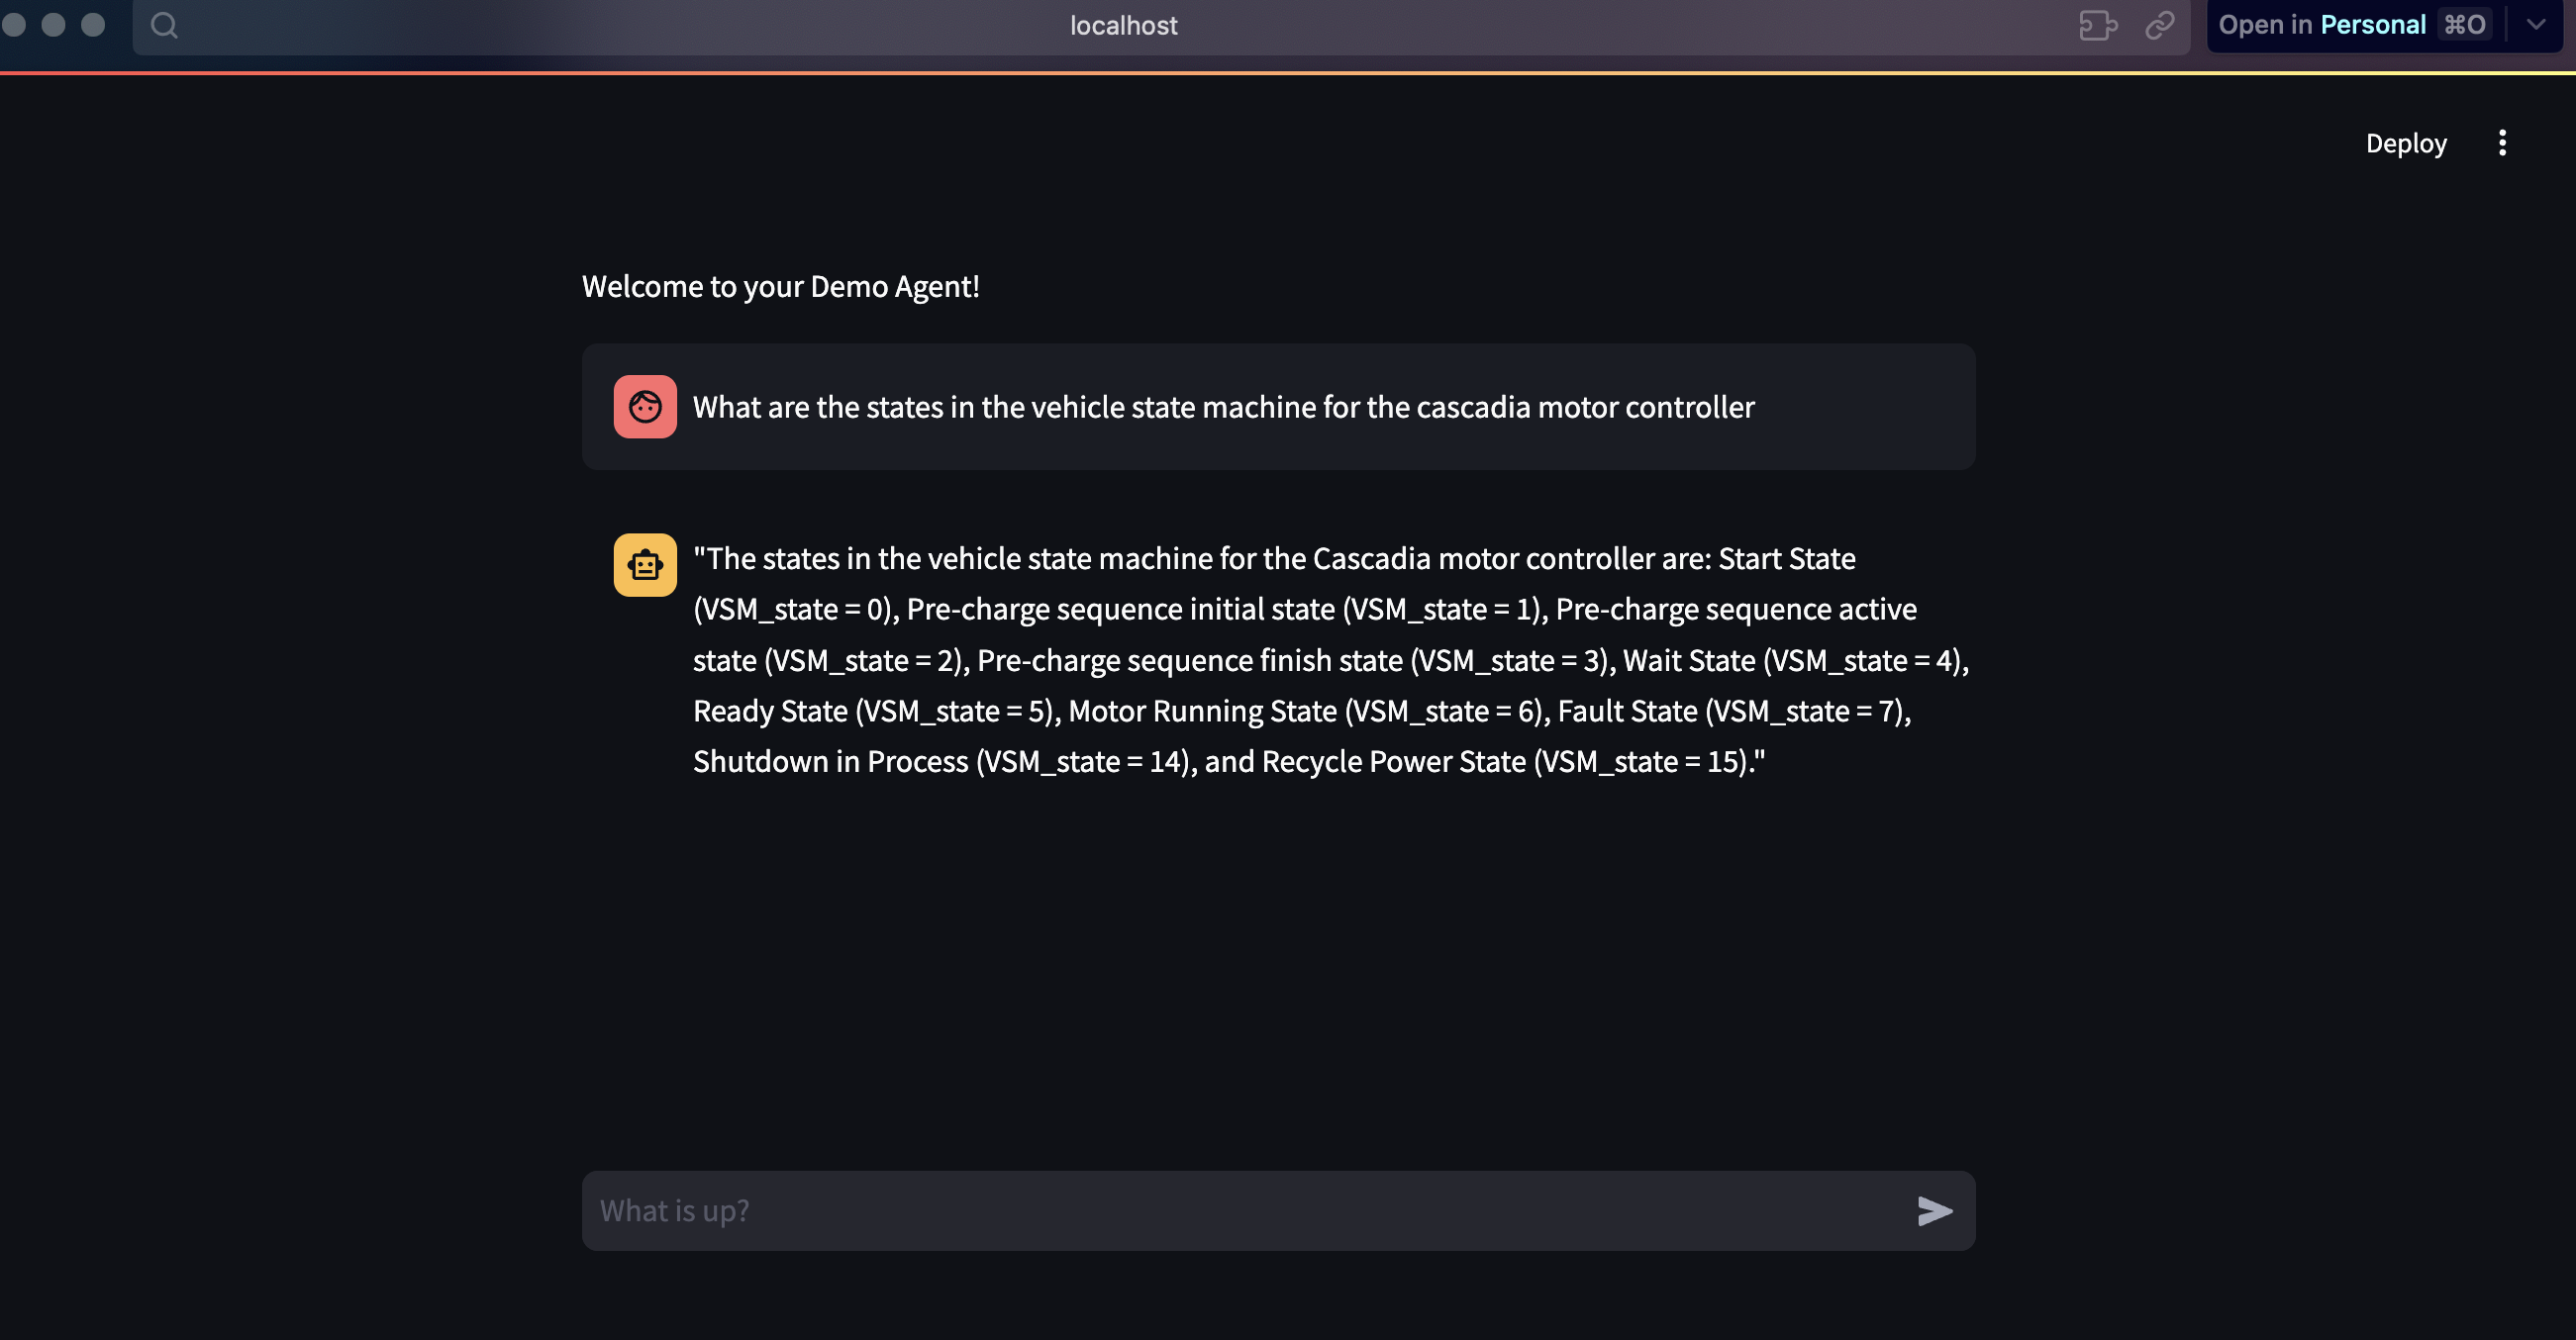 localhost
Open in Personal ⌘O
Deploy
Welcome to your Demo Agent!
What are the states in the vehicle state machine for the cascadia motor controller
"The states in the vehicle state machine for the Cascadia motor controller are: Start State
(VSM_state = 0), Pre-charge sequence initial state (VSM_state = 1), Pre-charge sequence active
state (VSM_state = 2), Pre-charge sequence finish state (VSM_state = 3), Wait State (VSM_state = 4),
Ready State (VSM_state = 5), Motor Running State (VSM_state = 6), Fault State (VSM_state = 7),
Shutdown in Process (VSM_state = 14), and Recycle Power State (VSM_state = 15)."
What is up?